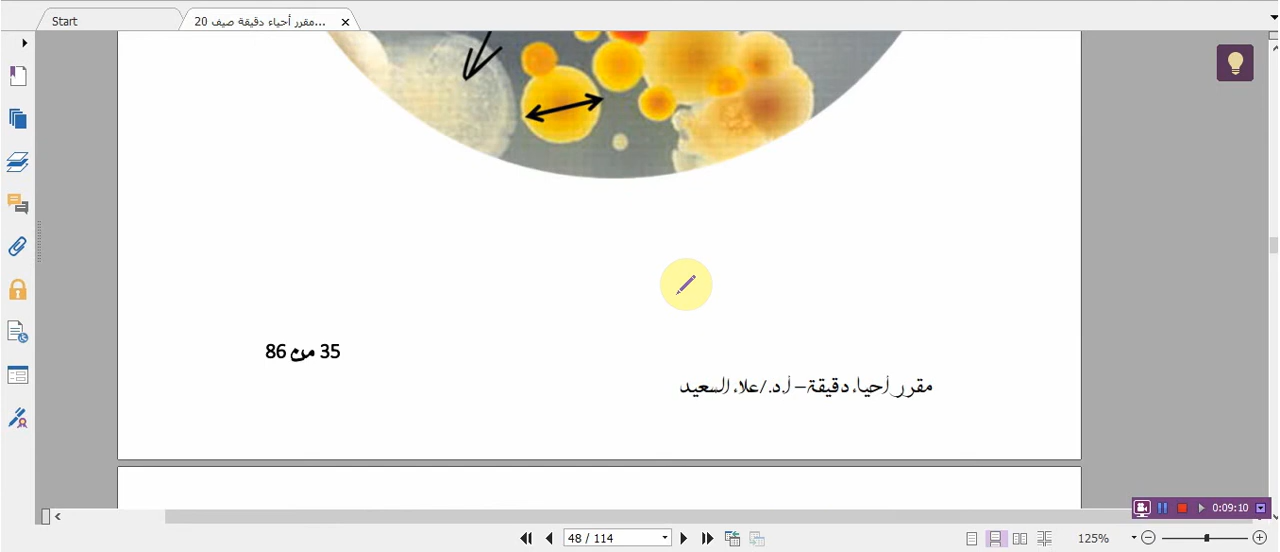 Start
مقرر أحياء دقيقة صيف 20...
35 من 86
مقرر أحياء دقيقة – أ.د./علاء السعيد
0:09:10
48 / 114
125%